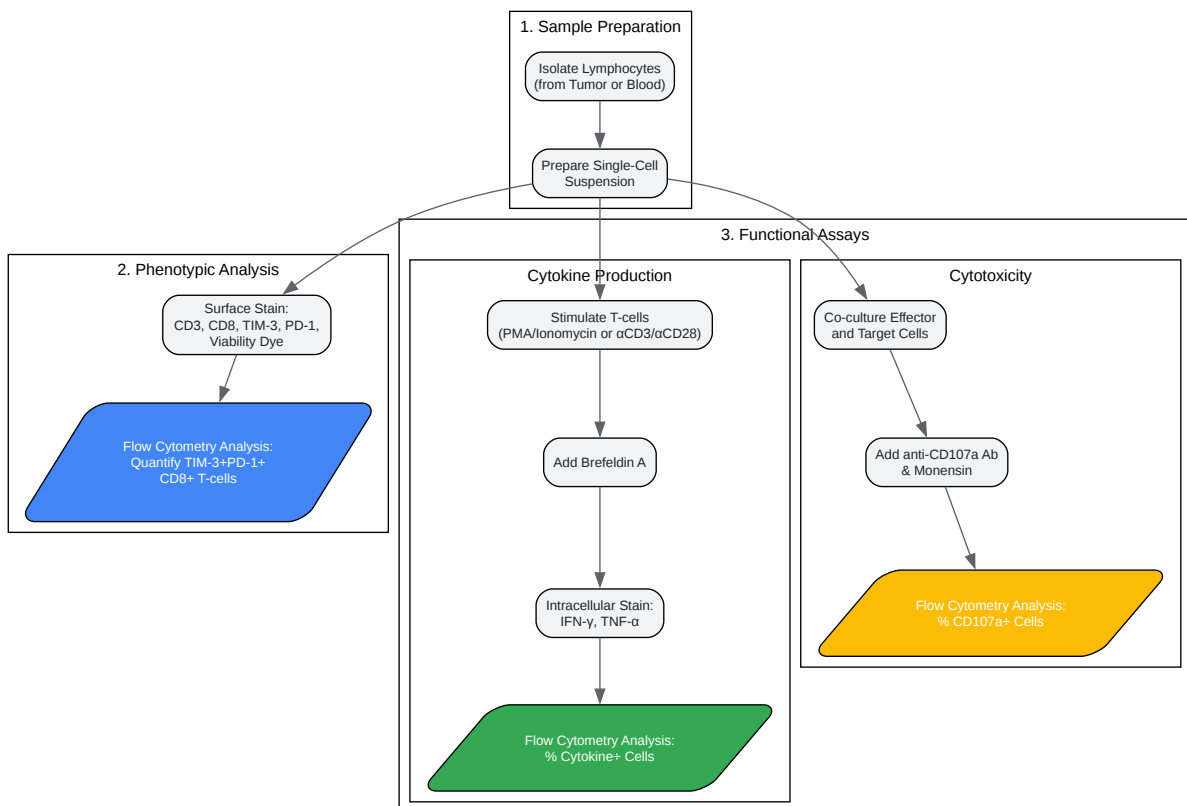 1. Sample Preparation
Isolate Lymphocytes
(from Tumor or Blood)
Prepare Single-Cell
Suspension
2. Phenotypic Analysis
Surface Stain:
CD3, CD8, TIM-3, PD-1,
Viability Dye
Flow Cytometry Analysis:
Quantify TIM-3+PD-1+
CD8+ T-cells
3. Functional Assays
Cytokine Production
Stimulate T-cells
(PMA/Ionomycin or αCD3/αCD28)
Add Brefeldin A
Intracellular Stain:
IFN-γ, TNF-α
Flow Cytometry Analysis:
% Cytokine+ Cells
Cytotoxicity
Co-culture Effector
and Target Cells
Add anti-CD107a Ab
& Monensin
Flow Cytometry Analysis:
% CD107a+ Cells